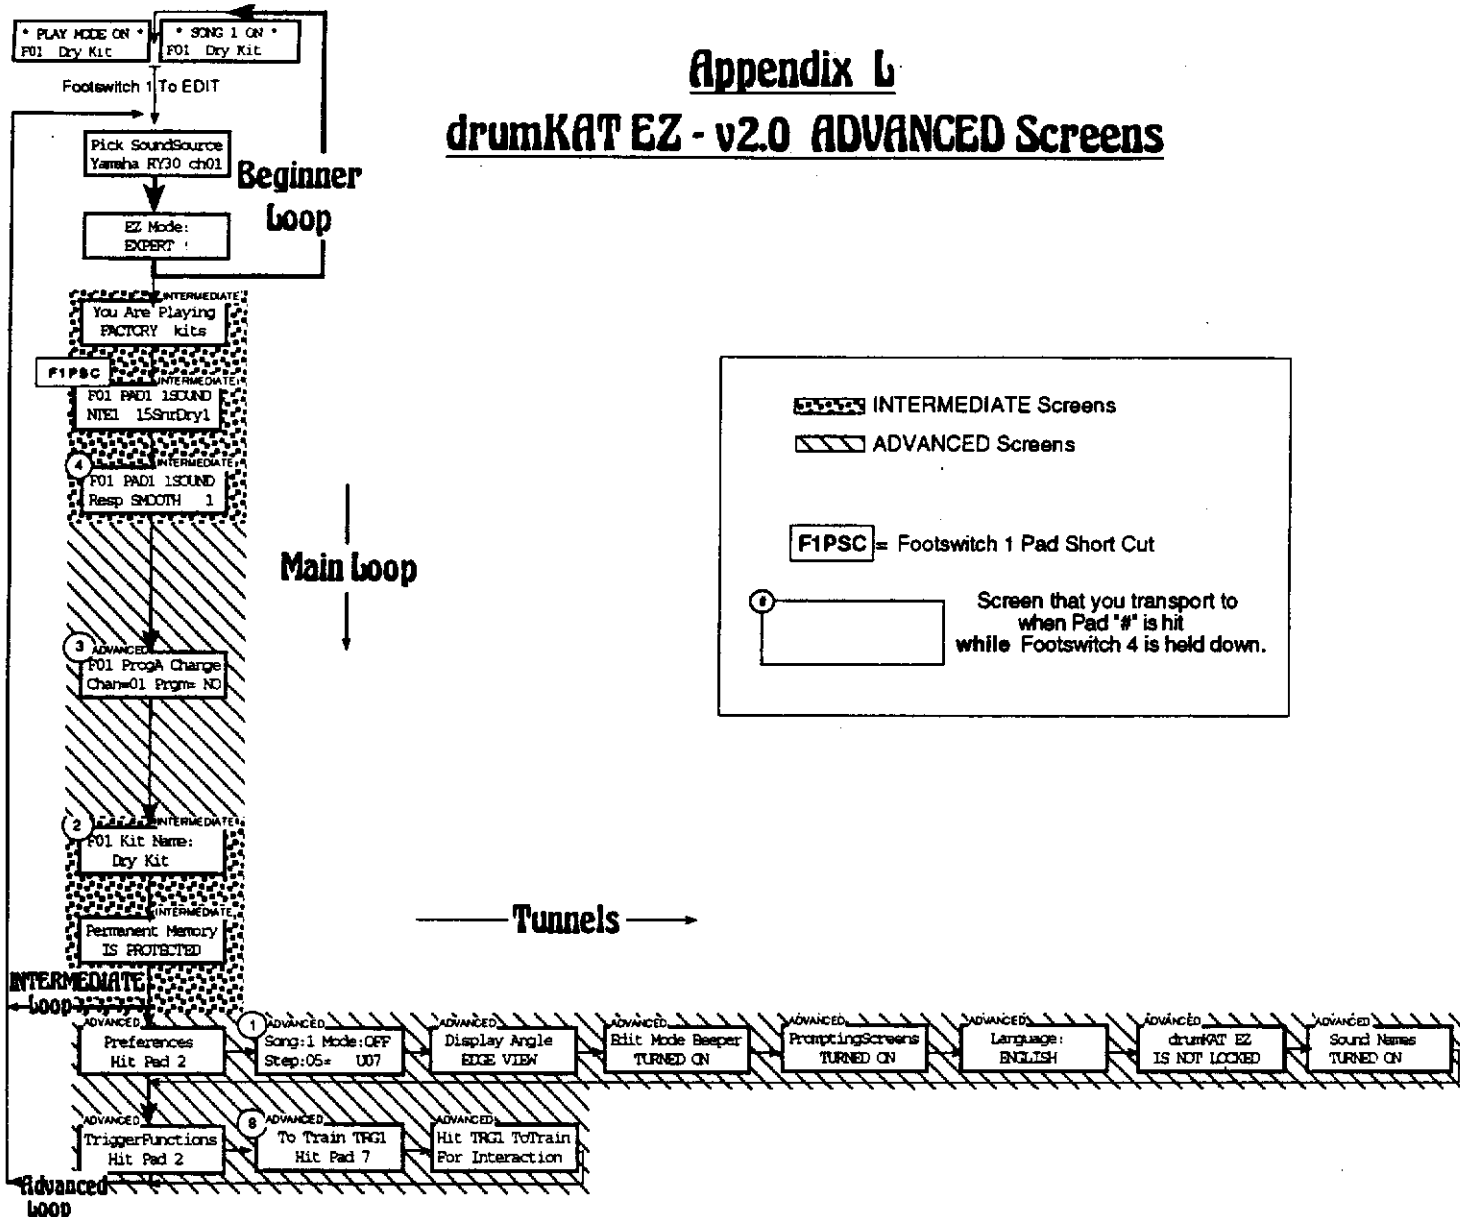 Appendix L
drumKAT EZ - v2.0 ADVANCED Screens
* PLAY MODE ON *
F01 Dry Kit
* SONG 1 ON *
F01 Dry Kit
Footswitch 1 To EDIT
Pick SoundSource
Yamaha RY30 ch01
Beginner
Loop
EZ Mode:
EXPERT !
INTERMEDIATE
You Are Playing
FACTORY kits
F1PSC
INTERMEDIATE
F01 PAD1 1SOUND
NTE1 15SnrDry1
4
INTERMEDIATE
F01 PAD1 1SOUND
Resp SMOOTH 1
Main Loop
3
ADVANCED
F01 ProgA Change
Chan=01 Prgm= NO
2
INTERMEDIATE
F01 Kit Name:
Dry Kit
INTERMEDIATE
Permanent Memory
IS PROTECTED
INTERMEDIATE Screens
ADVANCED Screens
F1PSC = Footswitch 1 Pad Short Cut
#
Screen that you transport to
when Pad "#" is hit
while Footswitch 4 is held down.
Tunnels
INTERMEDIATE
Loop
ADVANCED
Preferences
Hit Pad 2
1
ADVANCED
Song:1 Mode:OFF
Step:05= U07
ADVANCED
Display Angle
EDGE VIEW
ADVANCED
Edit Mode Beeper
TURNED ON
ADVANCED
PromptingScreens
TURNED ON
ADVANCED
Language:
ENGLISH
ADVANCED
drumKAT EZ
IS NOT LOCKED
ADVANCED
Sound Names
TURNED ON
ADVANCED
TriggerFunctions
Hit Pad 2
8
ADVANCED
To Train TRG1
Hit Pad 7
ADVANCED
Hit TRG1 ToTrain
For Interaction
Advanced
Loop